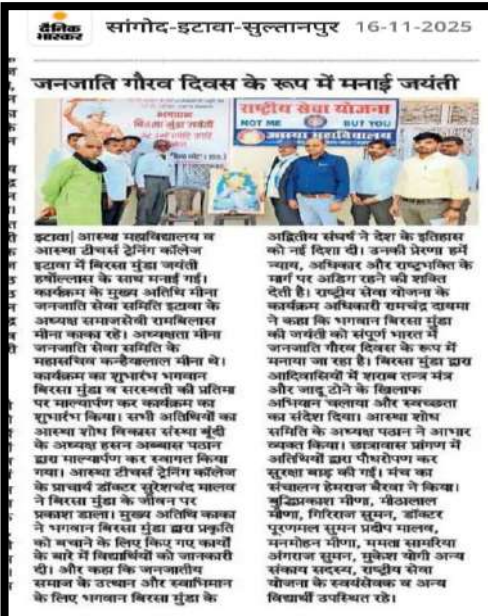 दैनिक
भास्कर
सांगोद-इटावा-सुल्तानपुर 16-11-2025
जनजाति गौरव दिवस के रूप में मनाई जयंती
भगवान
बिरसा मुंडा जयंती
राष्ट्रीय सेवा योजना
NOT ME BUT YOU
आस्था महाविद्यालय
इटावा| आस्था महाविद्यालय व
आस्था टीचर्स ट्रेनिंग कॉलेज
इटावा में बिरसा मुंडा जयंती
हर्षोल्लास के साथ मनाई गई।
कार्यक्रम के मुख्य अतिथि मीना
जनजाति सेवा समिति इटावा के
अध्यक्ष समाजसेवी रामबिलास
मीना काका रहे। अध्यक्षता मीना
जनजाति सेवा समिति के
महासचिव कन्हैयालाल मीना थे।
कार्यक्रम का शुभारंभ भगवान
बिरसा मुंडा व सरस्वती की प्रतिमा
पर माल्यार्पण कर कार्यक्रम का
शुभारंभ किया। सभी अतिथियों का
आस्था शोध विकास संस्था बूंदी
के अध्यक्ष हसन अब्बास पठान
द्वारा माल्यार्पण कर स्वागत किया
गया। आस्था टीचर्स ट्रेनिंग कॉलेज
के प्राचार्य डॉक्टर सुरेशचंद मालव
ने बिरसा मुंडा के जीवन पर
प्रकाश डाला। मुख्य अतिथि काका
ने भगवान बिरसा मुंडा द्वारा प्रकृति
को बचाने के लिए किए गए कार्यों
के बारे में विद्यार्थियों को जानकारी
दी। और कहा कि जनजातीय
समाज के उत्थान और स्वाभिमान
के लिए भगवान बिरसा मुंडा के
अद्वितीय संघर्ष ने देश के इतिहास
को नई दिशा दी। उनकी प्रेरणा हमें
न्याय, अधिकार और राष्ट्रभक्ति के
मार्ग पर अडिग रहने की शक्ति
देती है। राष्ट्रीय सेवा योजना के
कार्यक्रम अधिकारी रामचंद्र दायमा
ने कहा कि भगवान बिरसा मुंडा
की जयंती को संपूर्ण भारत में
जनजाति गौरव दिवस के रूप में
मनाया जा रहा है। बिरसा मुंडा द्वारा
आदिवासियों में शराब तन्त्र मंत्र
और जादू टोने के खिलाफ
अभियान चलाया और स्वच्छता
का संदेश दिया। आस्था शोध
समिति के अध्यक्ष पठान ने आभार
व्यक्त किया। छात्रावास प्रांगण में
अतिथियों द्वारा पौधरोपण कर
सुरक्षा बाड़ की गई। मंच का
संचालन हेमराज बैरवा ने किया।
बुद्धिप्रकाश मीणा, मीठालाल
मीणा, गिरिराज सुमन, डॉक्टर
पूरणमल सुमन प्रदीप मालव,
मनमोहन मीणा, ममता सामरिया
अंगराज सुमन, मुकेश योगी अन्य
संकाय सदस्य, राष्ट्रीय सेवा
योजना के स्वयंसेवक व अन्य
विद्यार्थी उपस्थित रहे।